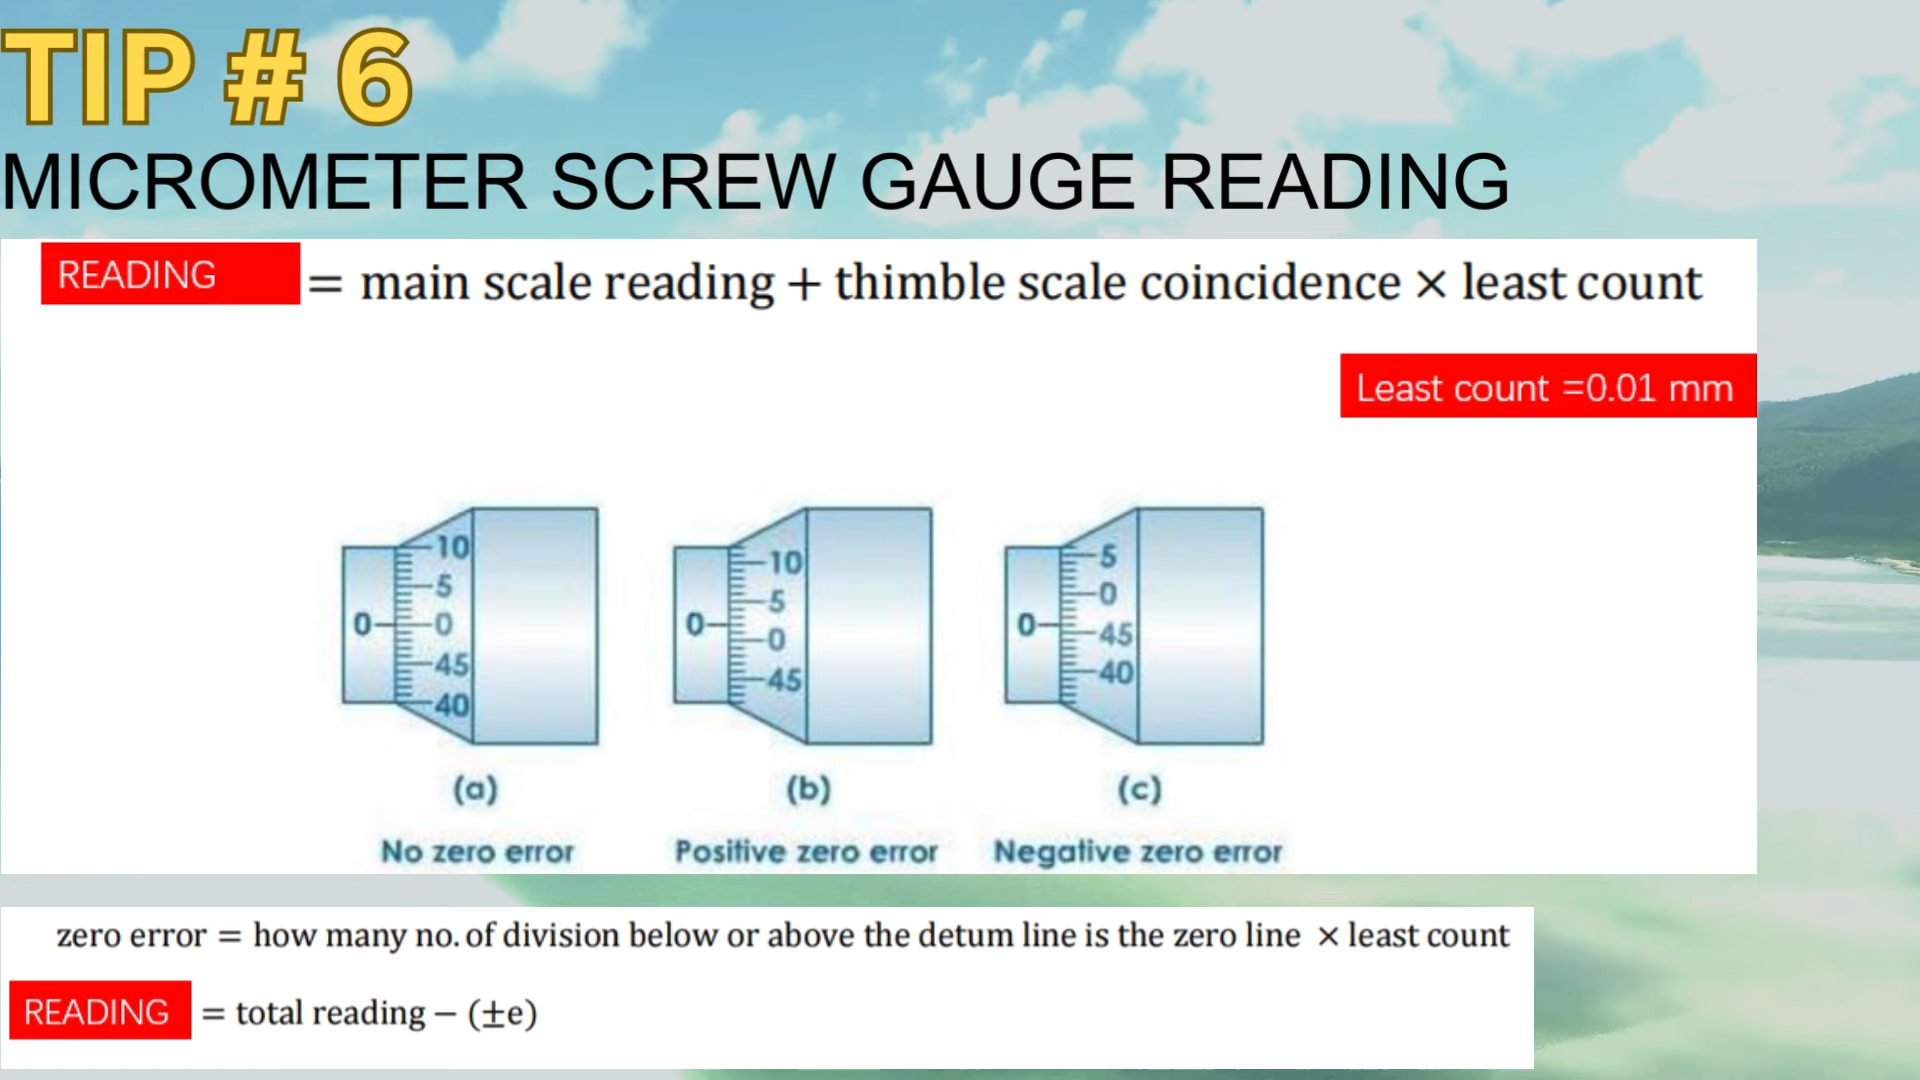 TIP # 6
MICROMETER SCREW GAUGE READING
READING = main scale reading + thimble scale coincidence × least count
Least count =0.01 mm
10
5
0 0
45
40
10
5
0 0
45
5
0
0 45
40
(a) (b) (c)
No zero error Positive zero error Negative zero error
zero error = how many no. of division below or above the detum line is the zero line × least count
READING = total reading − (±e)